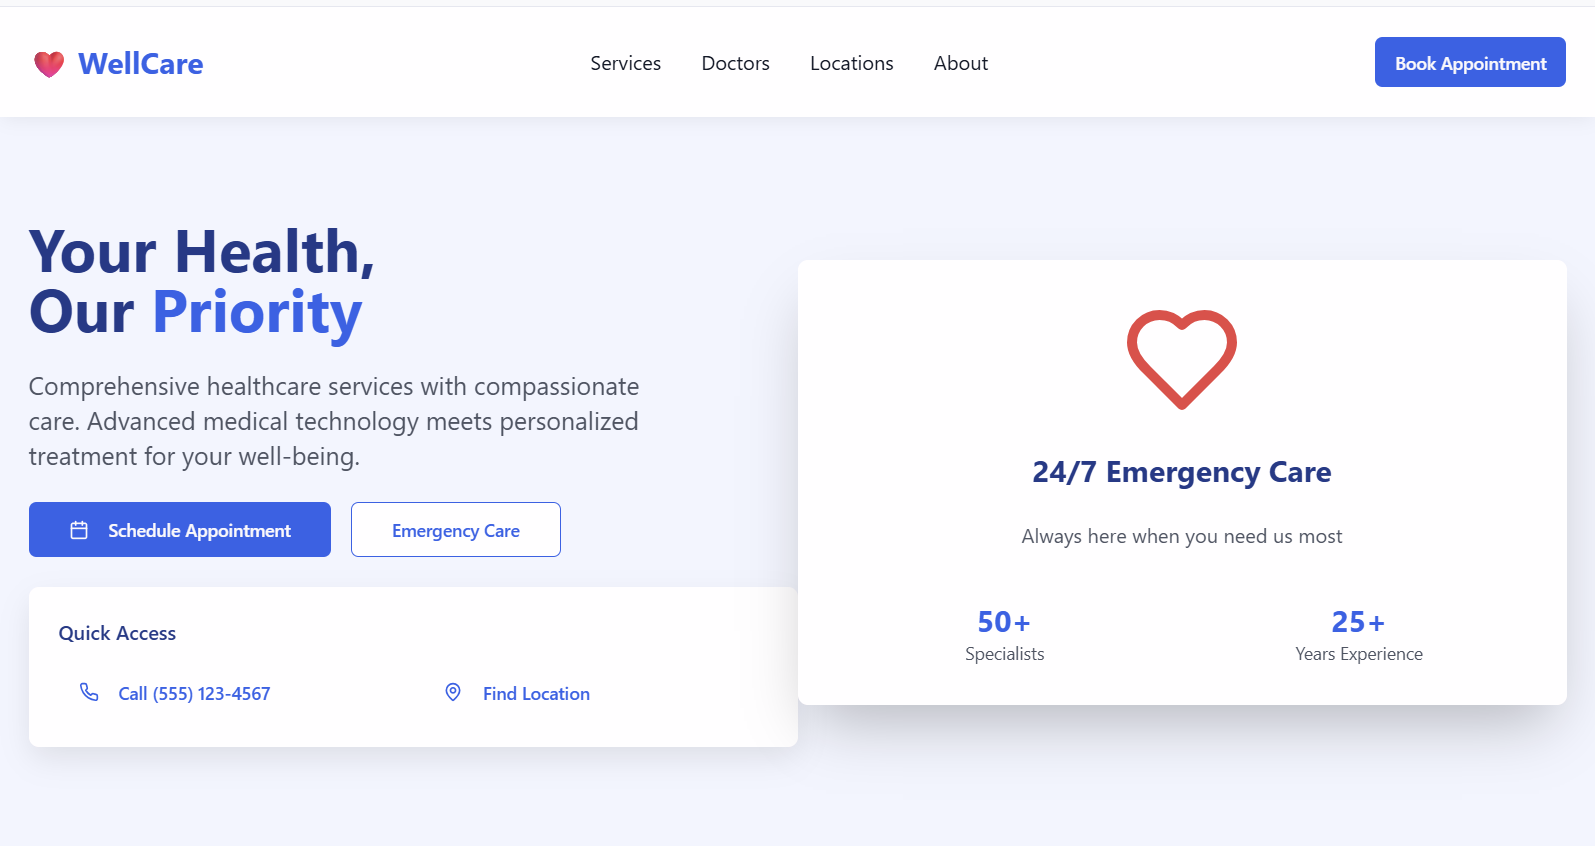 WellCare
Services
Doctors
Locations
About
Book Appointment
Your Health,
Our Priority
Comprehensive healthcare services with compassionate
care. Advanced medical technology meets personalized
treatment for your well-being.
Schedule Appointment
Emergency Care
Quick Access
Call (555) 123-4567
Find Location
24/7 Emergency Care
Always here when you need us most
50+
Specialists
25+
Years Experience